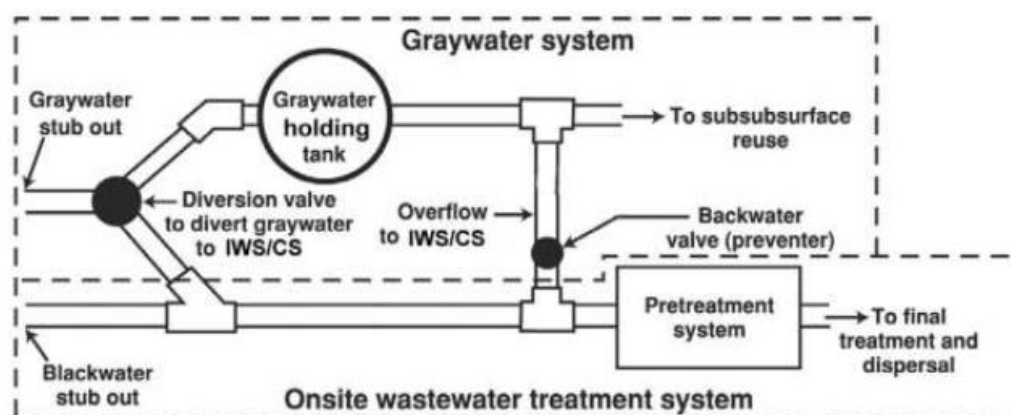 Graywater system
Graywater
stub out
Graywater
holding
tank
To subsubsurface
reuse
Diversion valve
to divert graywater
to IWS/CS
Overflow
to IWS/CS
Backwater
valve (preventer)
Pretreatment
system
To final
treatment and
dispersal
Blackwater
stub out
Onsite wastewater treatment system